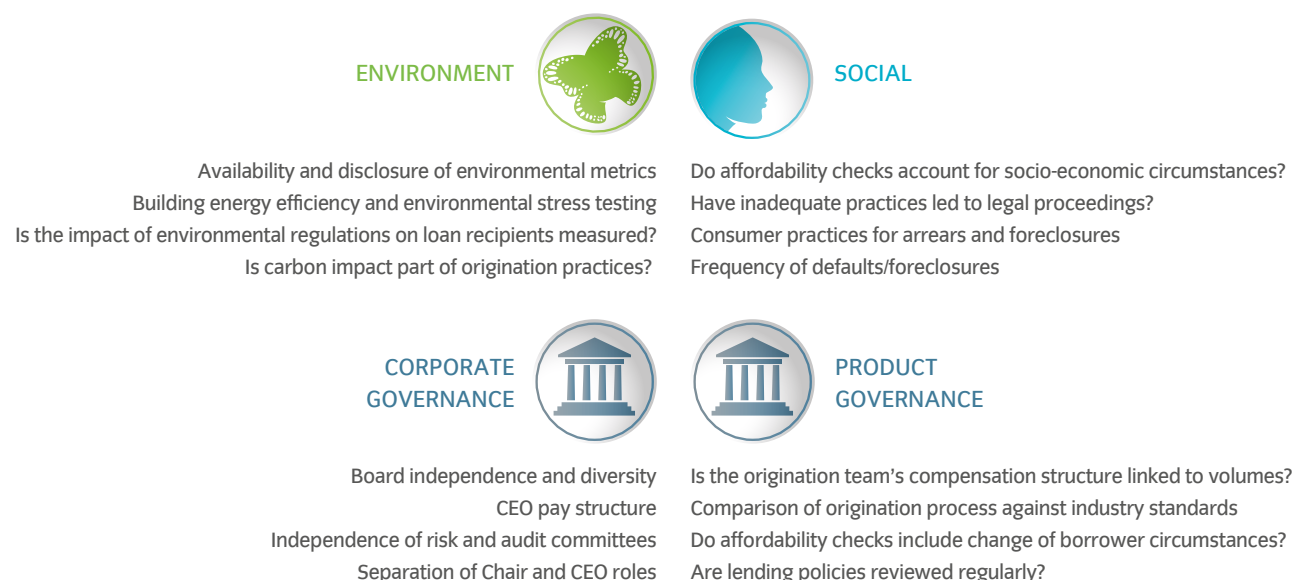 ENVIRONMENT
Availability and disclosure of environmental metrics
Building energy efficiency and environmental stress testing
Is the impact of environmental regulations on loan recipients measured?
Is carbon impact part of origination practices?
SOCIAL
Do affordability checks account for socio-economic circumstances?
Have inadequate practices led to legal proceedings?
Consumer practices for arrears and foreclosures
Frequency of defaults/foreclosures
CORPORATE
GOVERNANCE
Board independence and diversity
CEO pay structure
Independence of risk and audit committees
Separation of Chair and CEO roles
PRODUCT
GOVERNANCE
Is the origination team’s compensation structure linked to volumes?
Comparison of origination process against industry standards
Do affordability checks include change of borrower circumstances?
Are lending policies reviewed regularly?